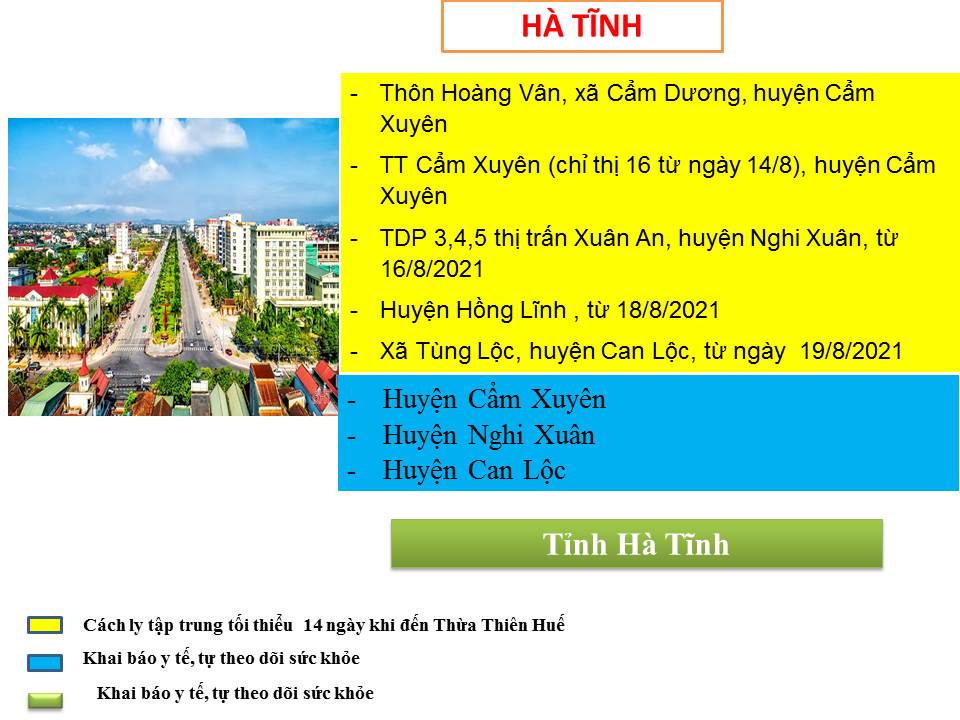 HÀ TĨNH
- Thôn Hoàng Vân, xã Cẩm Dương, huyện Cẩm
Xuyên
- TT Cẩm Xuyên (chỉ thị 16 từ ngày 14/8), huyện Cẩm
Xuyên
- TDP 3,4,5 thị trấn Xuân An, huyện Nghi Xuân, từ
16/8/2021
- Huyện Hồng Lĩnh , từ 18/8/2021
- Xã Tùng Lộc, huyện Can Lộc, từ ngày 19/8/2021
- Huyện Cẩm Xuyên
- Huyện Nghi Xuân
- Huyện Can Lộc
Tỉnh Hà Tĩnh
Cách ly tập trung tối thiểu 14 ngày khi đến Thừa Thiên Huế
Khai báo y tế, tự theo dõi sức khỏe
Khai báo y tế, tự theo dõi sức khỏe